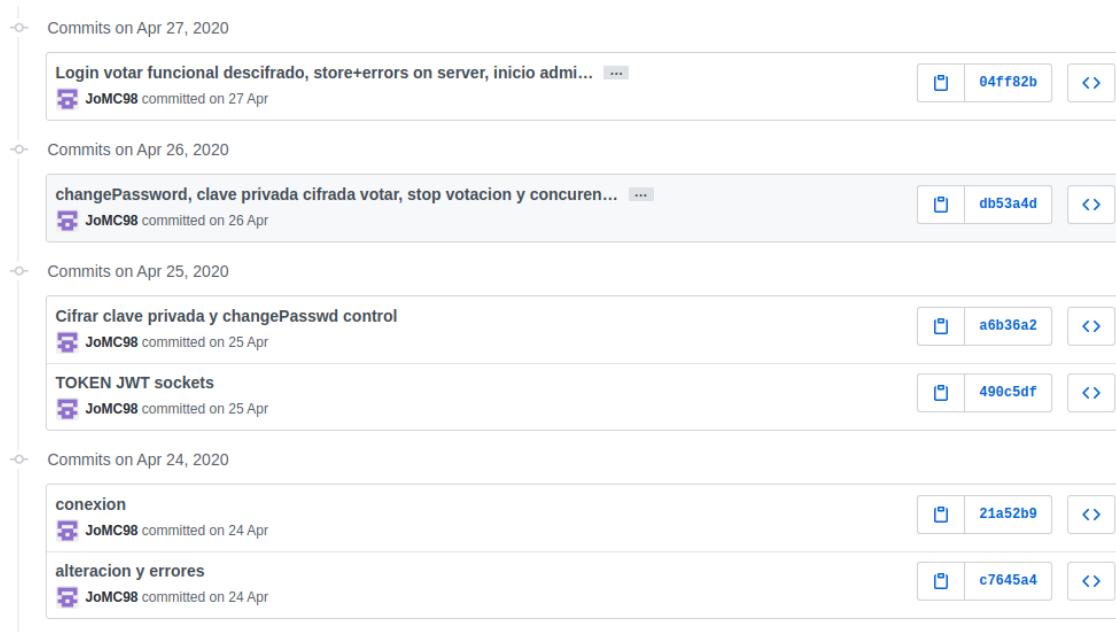 Commits on Apr 27, 2020
Login votar funcional descifrado, store+errors on server, inicio admi… ...
04ff82b
JoMC98 committed on 27 Apr
Commits on Apr 26, 2020
changePassword, clave privada cifrada votar, stop votacion y concuren… ...
db53a4d
JoMC98 committed on 26 Apr
Commits on Apr 25, 2020
Cifrar clave privada y changePasswd control
a6b36a2
JoMC98 committed on 25 Apr
TOKEN JWT sockets
490c5df
JoMC98 committed on 25 Apr
Commits on Apr 24, 2020
conexion
21a52b9
JoMC98 committed on 24 Apr
alteracion y errores
c7645a4
JoMC98 committed on 24 Apr